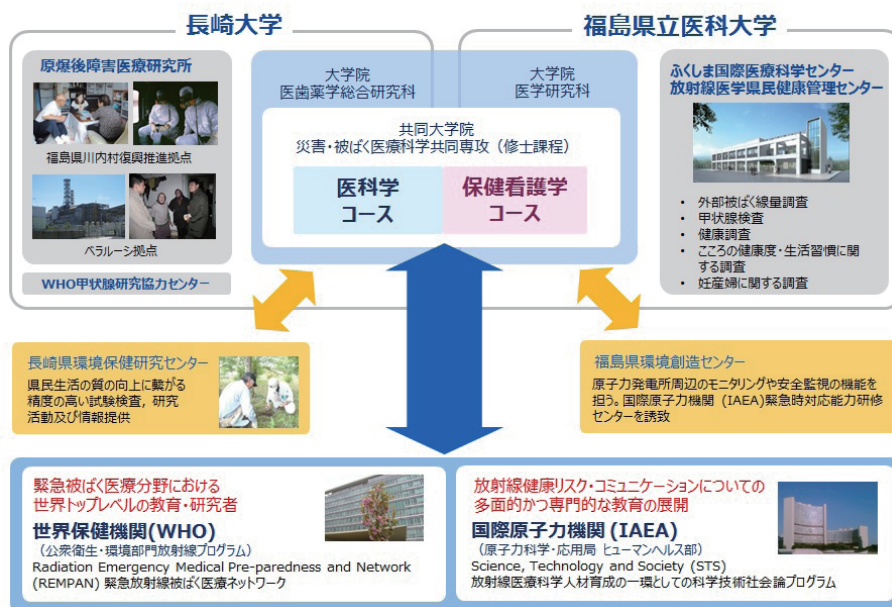 長崎大学
福島県立医科大学
原爆後障害医療研究所
福島県川内村復興推進拠点
ベラルーシ拠点
WHO甲状腺研究協力センター
大学院
医歯薬学総合研究科
大学院
医学研究科
共同大学院
災害・被ばく医療科学共同専攻（修士課程）
医科学
コース
保健看護学
コース
ふくしま国際医療科学センター
放射線医学県民健康管理センター
• 外部被ばく線量調査
• 甲状腺検査
• 健康調査
• こころの健康度・生活習慣に関
する調査
• 妊産婦に関する調査
長崎県環境保健研究センター
県民生活の質の向上に繋がる
精度の高い試験検査，研究
活動及び情報提供
福島県環境創造センター
原子力発電所周辺のモニタリングや安全監視の機能を
担う。国際原子力機関 (IAEA)緊急時対応能力研修
センターを誘致
緊急被ばく医療分野における
世界トップレベルの教育・研究者
世界保健機関(WHO)
（公衆衛生・環境部門放射線プログラム）
Radiation Emergency Medical Pre-paredness and Network
(REMPAN) 緊急放射線被ばく医療ネットワーク
放射線健康リスク・コミュニケーションについての
多面的かつ専門的な教育の展開
国際原子力機関 (IAEA)
（原子力科学・応用局 ヒューマンヘルス部）
Science, Technology and Society (STS)
放射線医療科学人材育成の一環としての科学技術社会論プログラム